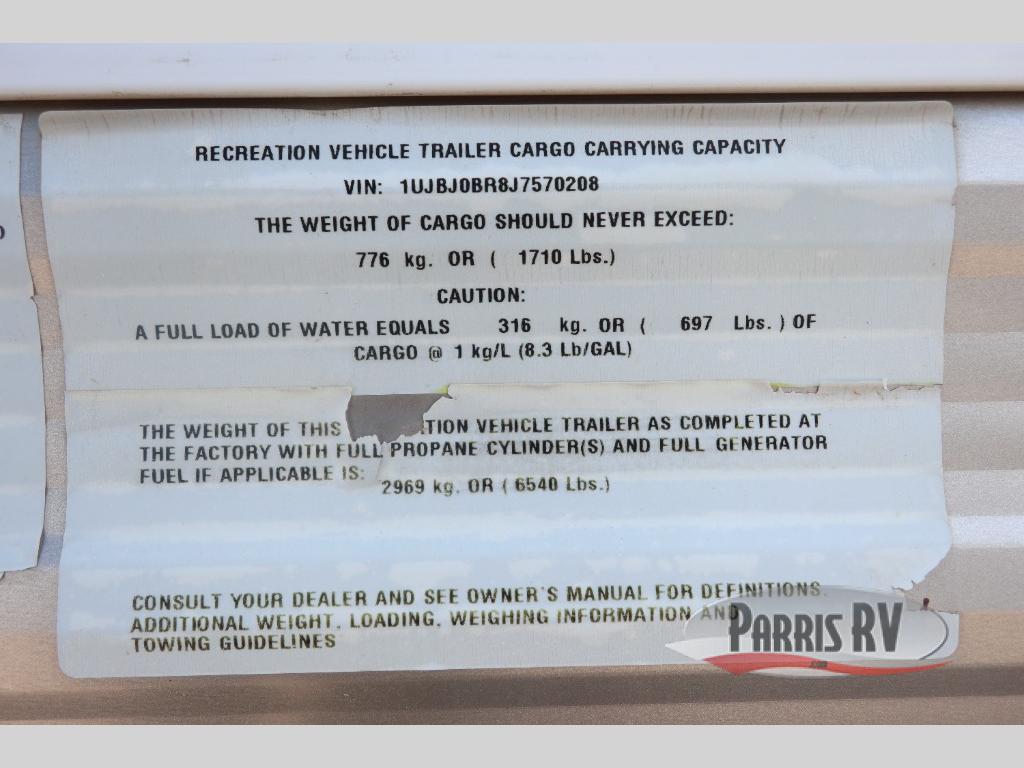 RECREATION VEHICLE TRAILER CARGO CARRYING CAPACITY
VIN: 1UJBJ0BR8J7570208
THE WEIGHT OF CARGO SHOULD NEVER EXCEED:
776 kg. OR ( 1710 Lbs.)
CAUTION:
A FULL LOAD OF WATER EQUALS 316 kg. OR ( 697 Lbs. ) OF
CARGO @ 1 kg/L (8.3 Lb/GAL)
THE WEIGHT OF THIS TION VEHICLE TRAILER AS COMPLETED AT
THE FACTORY WITH FULL PROPANE CYLINDER(S) AND FULL GENERATOR
FUEL IF APPLICABLE IS:
2969 kg. OR ( 6540 Lbs.)
CONSULT YOUR DEALER AND SEE OWNER'S MANUAL FOR DEFINITIONS.
ADDITIONAL WEIGHT, LOADING, WEIGHING INFORMATION AND
TOWING GUIDELINES
PARRIS RV
.com